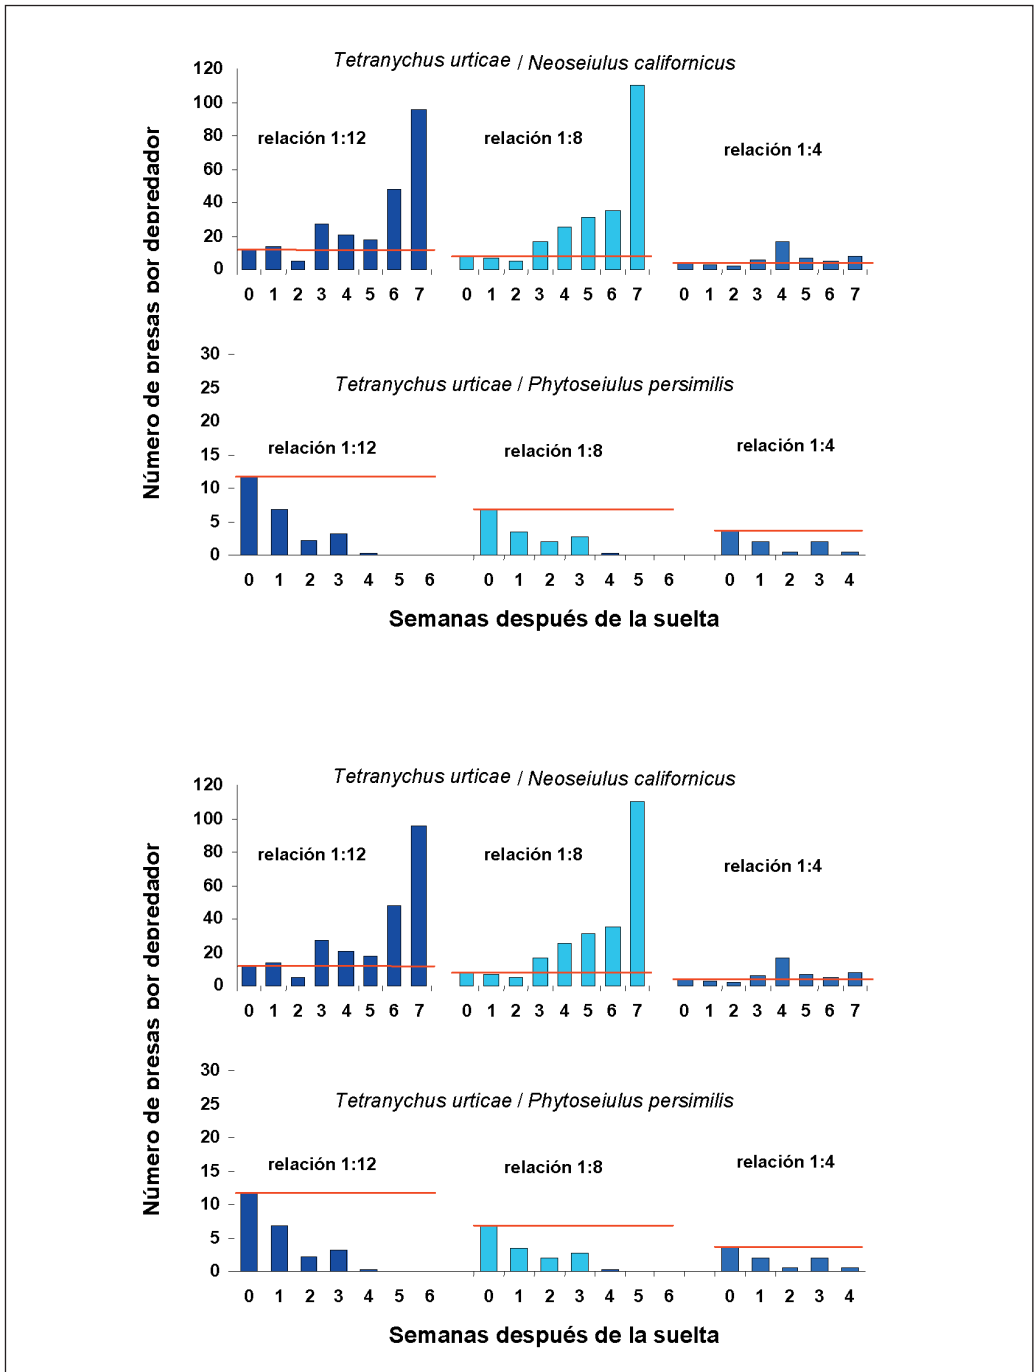 Tetranychus urticae / Neoseiulus californicus
120
100
80
60
40
20
0
relación 1:12
relación 1:8
relación 1:4
0 1 2 3 4 5 6 7 0 1 2 3 4 5 6 7 0 1 2 3 4 5 6 7
Número de presas por depredador
30
25
20
15
10
5
0
Tetranychus urticae / Phytoseiulus persimilis
relación 1:12
relación 1:8
relación 1:4
0 1 2 3 4 5 6 0 1 2 3 4 5 6 0 1 2 3 4
Semanas después de la suelta
Tetranychus urticae / Neoseiulus californicus
120
100
80
60
40
20
0
relación 1:12
relación 1:8
relación 1:4
0 1 2 3 4 5 6 7 0 1 2 3 4 5 6 7 0 1 2 3 4 5 6 7
Número de presas por depredador
30
25
20
15
10
5
0
Tetranychus urticae / Phytoseiulus persimilis
relación 1:12
relación 1:8
relación 1:4
0 1 2 3 4 5 6 0 1 2 3 4 5 6 0 1 2 3 4
Semanas después de la suelta